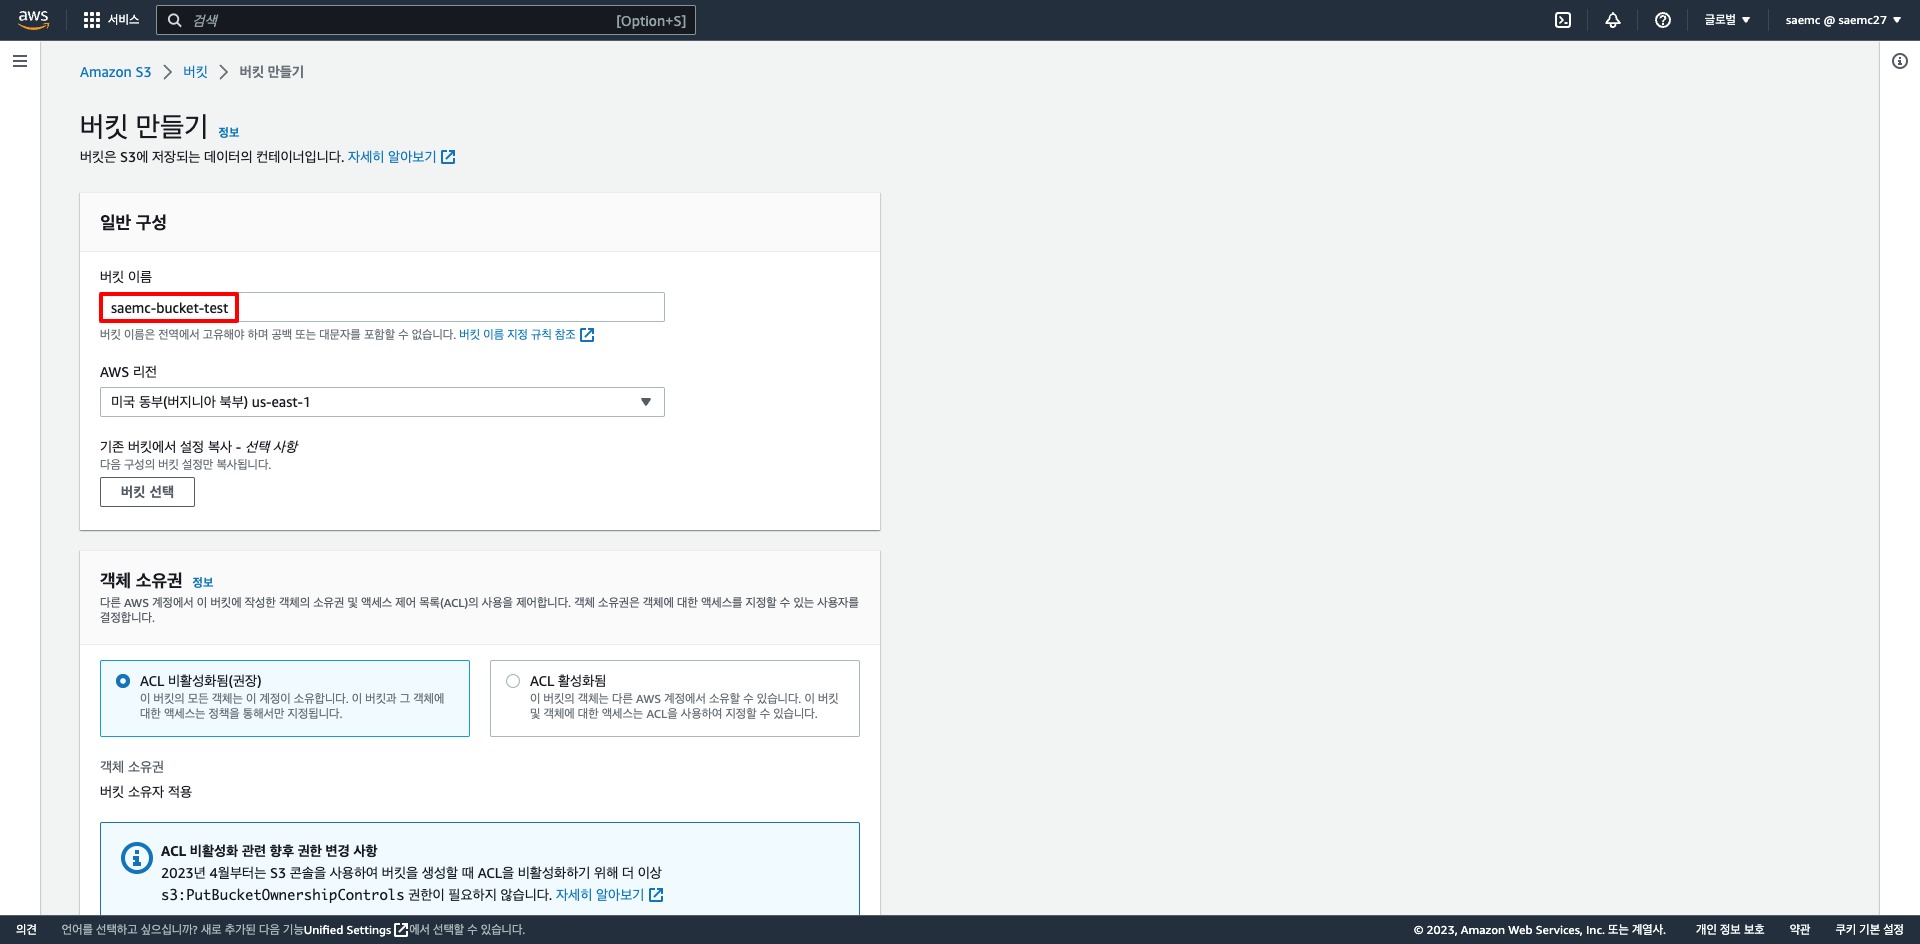 aws
서비스
검색
[Option+S]
글로벌
saemc @ saemc27
Amazon S3
버킷
버킷 만들기
버킷 만들기 정보
버킷은 S3에 저장되는 데이터의 컨테이너입니다. 자세히 알아보기
일반 구성
버킷 이름
saemc-bucket-test
버킷 이름은 전역에서 고유해야 하며 공백 또는 대문자를 포함할 수 없습니다. 버킷 이름 지정 규칙 참조
AWS 리전
미국 동부(버지니아 북부) us-east-1
기존 버킷에서 설정 복사 - 선택 사항
다음 구성의 버킷 설정만 복사됩니다.
버킷 선택
객체 소유권 정보
다른 AWS 계정에서 이 버킷에 작성한 객체의 소유권 및 액세스 제어 목록(ACL)의 사용을 제어합니다. 객체 소유권은 객체에 대한 액세스를 지정할 수 있는 사용자를
결정합니다.
ACL 비활성화됨(권장)
이 버킷의 모든 객체는 이 계정이 소유합니다. 이 버킷과 그 객체에
대한 액세스는 정책을 통해서만 지정됩니다.
ACL 활성화됨
이 버킷의 객체는 다른 AWS 계정에서 소유할 수 있습니다. 이 버킷
및 객체에 대한 액세스는 ACL을 사용하여 지정할 수 있습니다.
객체 소유권
버킷 소유자 적용
ACL 비활성화 관련 향후 권한 변경 사항
2023년 4월부터는 S3 콘솔을 사용하여 버킷을 생성할 때 ACL을 비활성화하기 위해 더 이상
s3:PutBucketOwnershipControls 권한이 필요하지 않습니다. 자세히 알아보기
의견
언어를 선택하고 싶으십니까? 새로 추가된 다음 기능Unified Settings에서 선택할 수 있습니다.
© 2023, Amazon Web Services, Inc. 또는 계열사.
개인 정보 보호
약관
쿠키 기본 설정